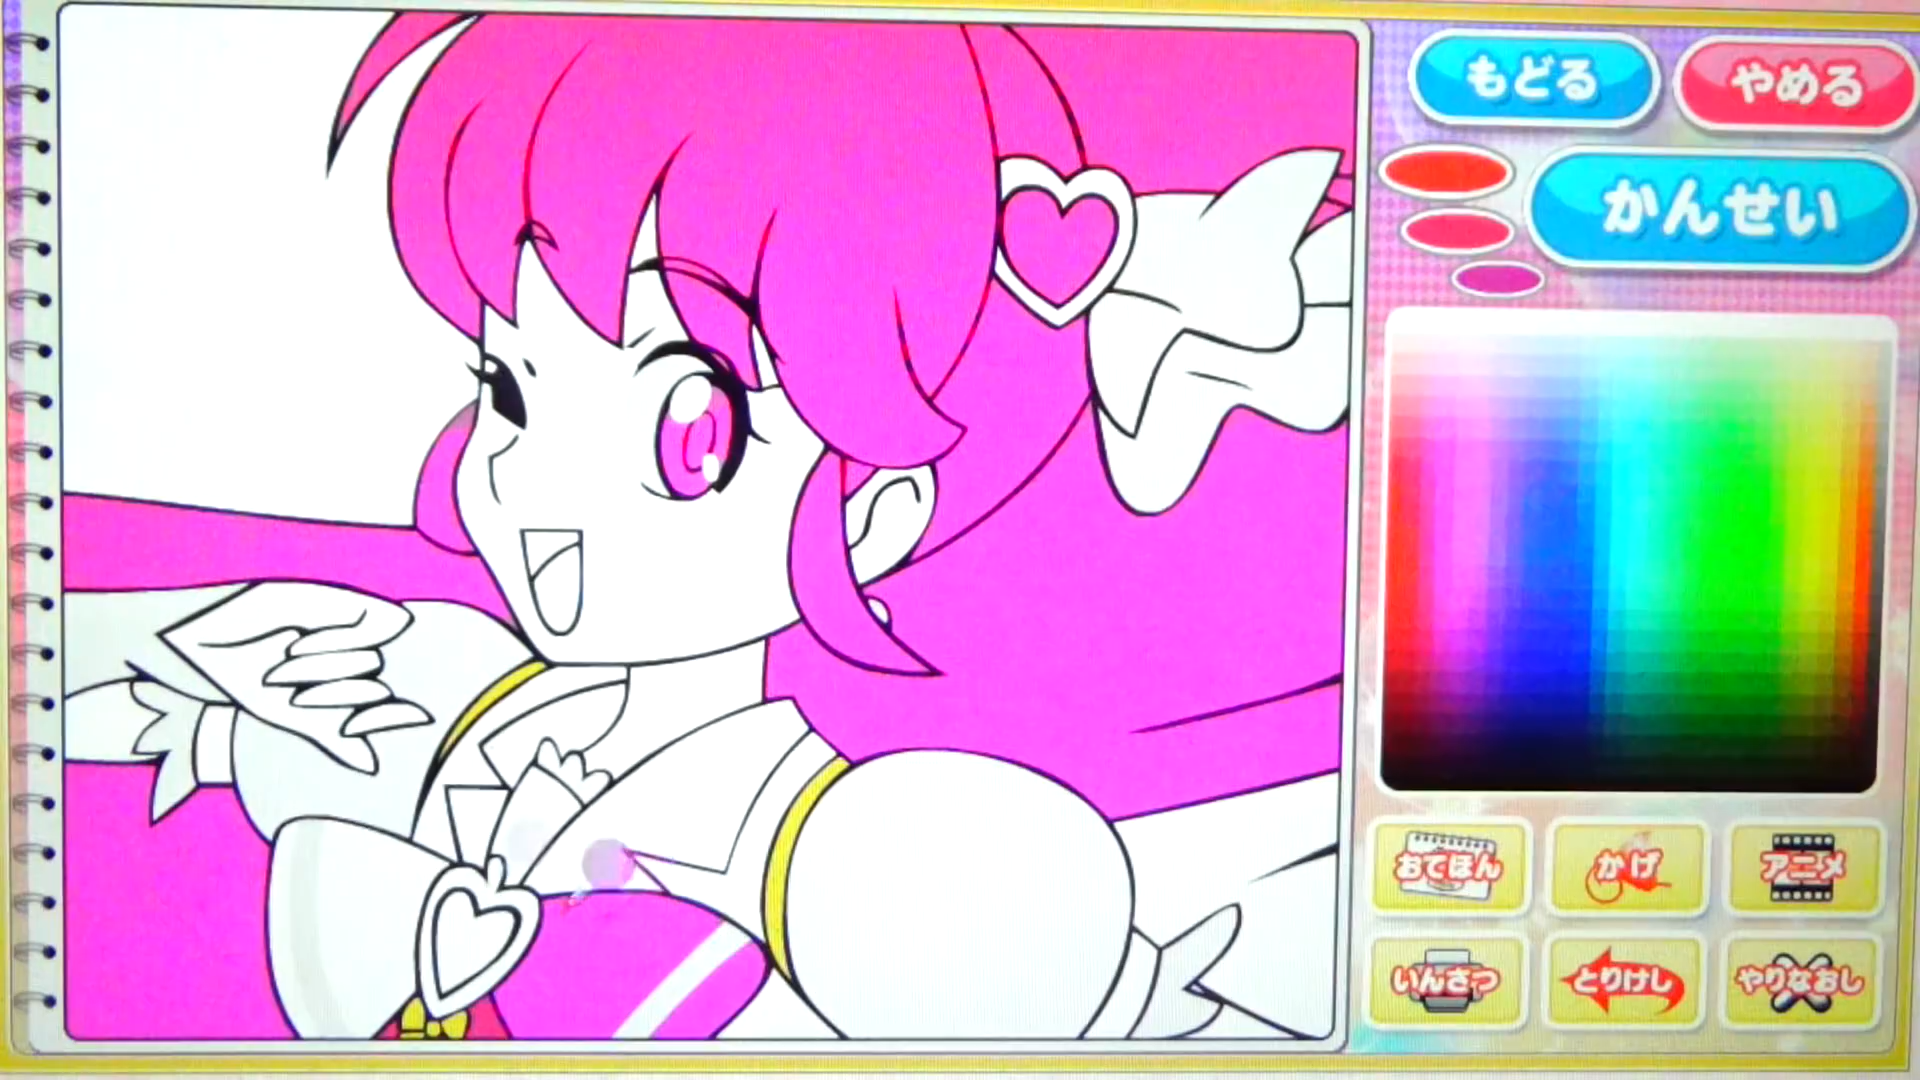 もどる
やめる
かんせい
おてほん
かげ
アニメ
いんさつ
とりけし
やりなおし